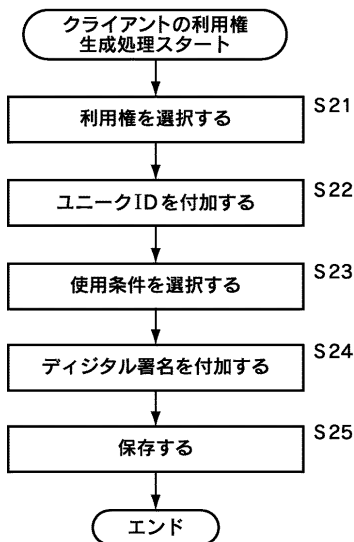 クライアントの利用権
生成処理スタート
利用権を選択する
S21
ユニークIDを付加する
S22
使用条件を選択する
S23
ディジタル署名を付加する
S24
保存する
S25
エンド